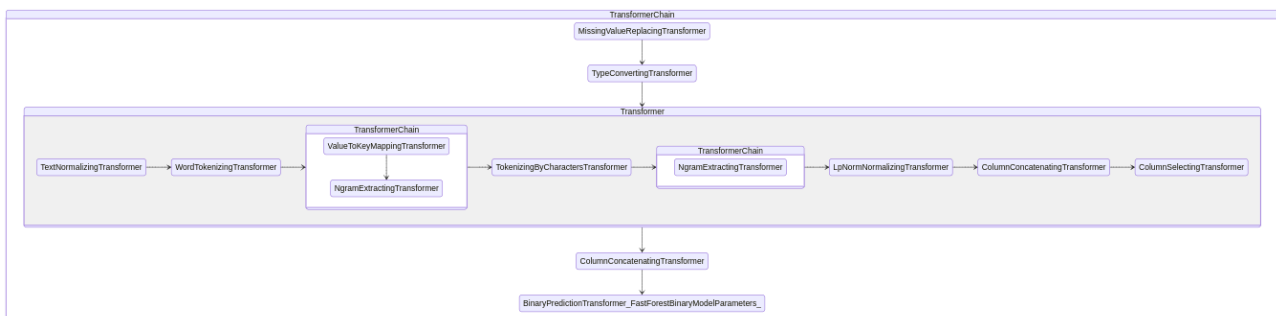 TransformerChain
MissingValueReplacingTransformer
TypeConvertingTransformer
Transformer
TextNormalizingTransformer
WordTokenizingTransformer
TransformerChain
ValueToKeyMappingTransformer
NgramExtractingTransformer
TokenizingByCharactersTransformer
TransformerChain
NgramExtractingTransformer
LpNormNormalizingTransformer
ColumnConcatenatingTransformer
ColumnSelectingTransformer
ColumnConcatenatingTransformer
BinaryPredictionTransformer_FastForestBinaryModelParameters_